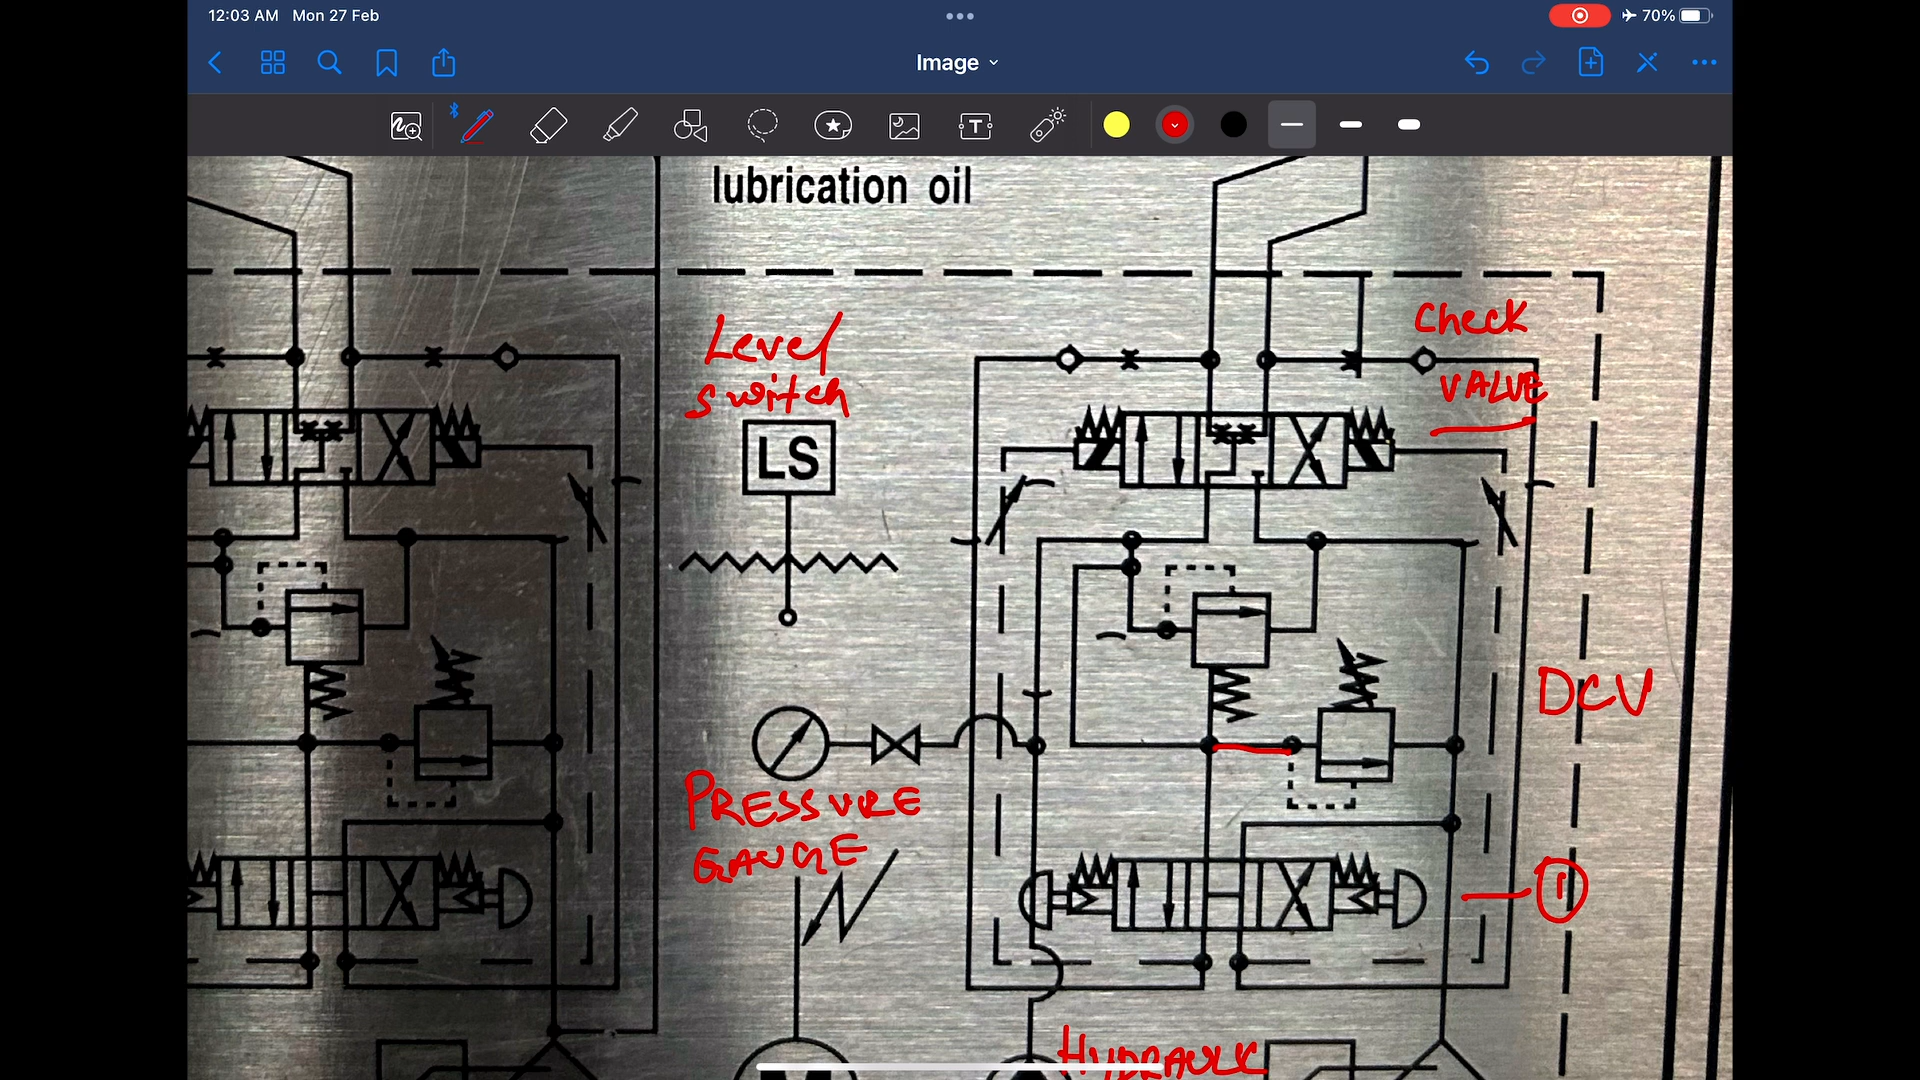 12:03 AM Mon 27 Feb
70%
Image
lubrication oil
Check
VALVE
Level
switch
LS
DCV
PRESSURE
GAUGE
1
HYDRAULIC